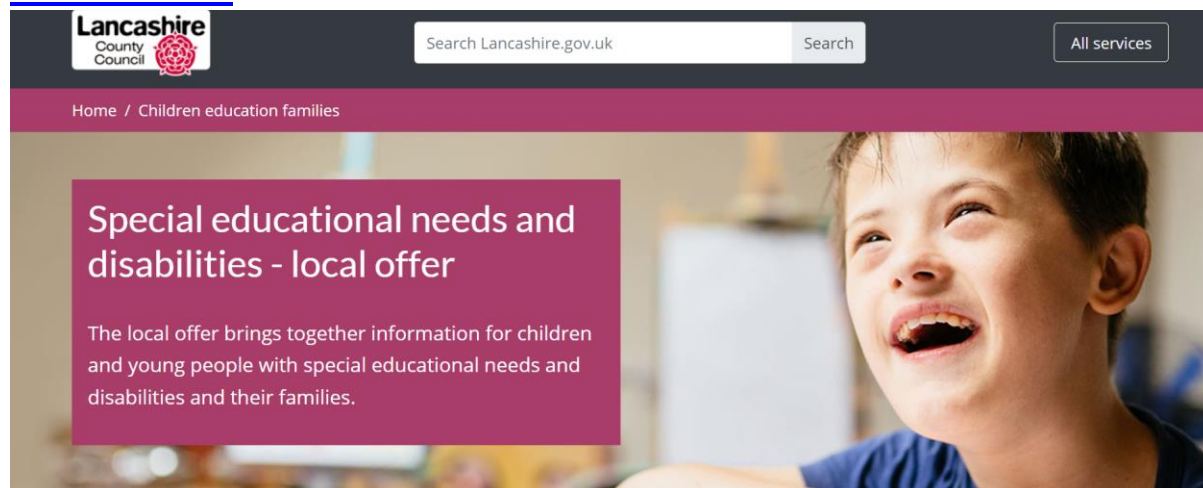 Lancashire
County
Council
Search Lancashire.gov.uk
Search
All services
Home / Children education families
Special educational needs and
disabilities - local offer
The local offer brings together information for children
and young people with special educational needs and
disabilities and their families.